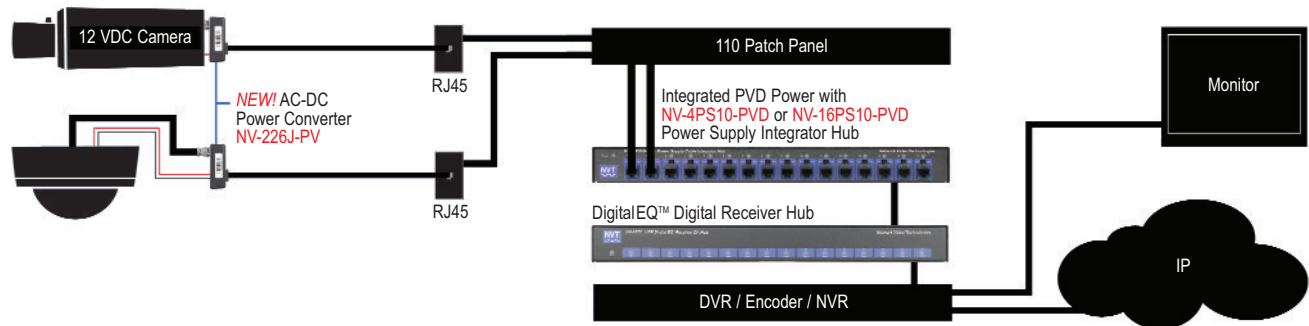 12 VDC Camera
RJ45
NEW! AC-DC
Power Converter
NV-226J-PV
RJ45
110 Patch Panel
Integrated PVD Power with
NV-4PS10-PVD or NV-16PS10-PVD
Power Supply Integrator Hub
NVT
DigitalEQ™ Digital Receiver Hub
NVT
DVR / Encoder / NVR
Monitor
IP